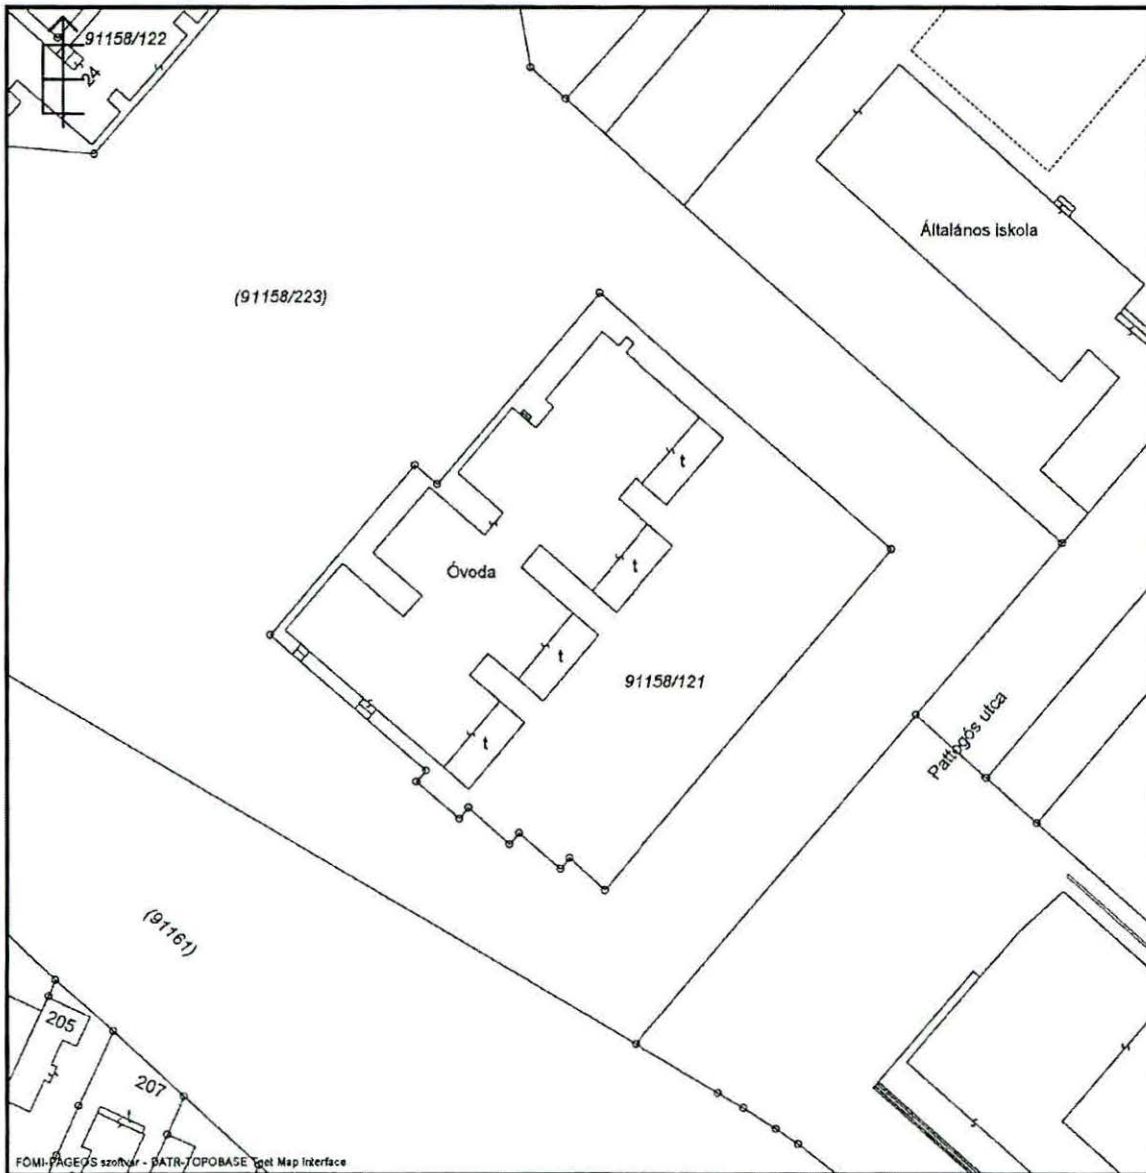 91158/122
24
Általános iskola
(91158/223)
t
Óvoda
t
t
91158/121
t
Pattogós utca
(91161)
205
207
t
FÖMI-PAGEOS szoftver - DATR-TOPOBASE Tget Map Interface